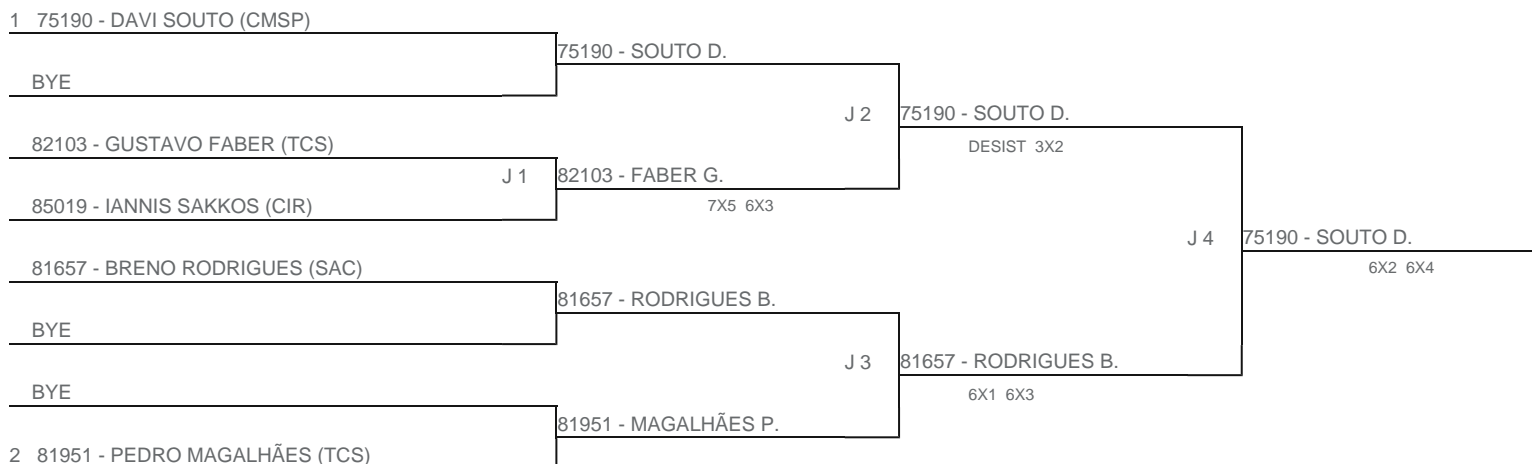 1 75190 - DAVI SOUTO (CMSP)
75190 - SOUTO D.
BYE
J 2 75190 - SOUTO D.
82103 - GUSTAVO FABER (TCS)
DESIST 3X2
J 1 82103 - FABER G.
85019 - IANNIS SAKKOS (CIR)
7X5 6X3
J 4 75190 - SOUTO D.
81657 - BRENO RODRIGUES (SAC)
6X2 6X4
81657 - RODRIGUES B.
BYE
J 3 81657 - RODRIGUES B.
BYE
6X1 6X3
81951 - MAGALHÃES P.
2 81951 - PEDRO MAGALHÃES (TCS)